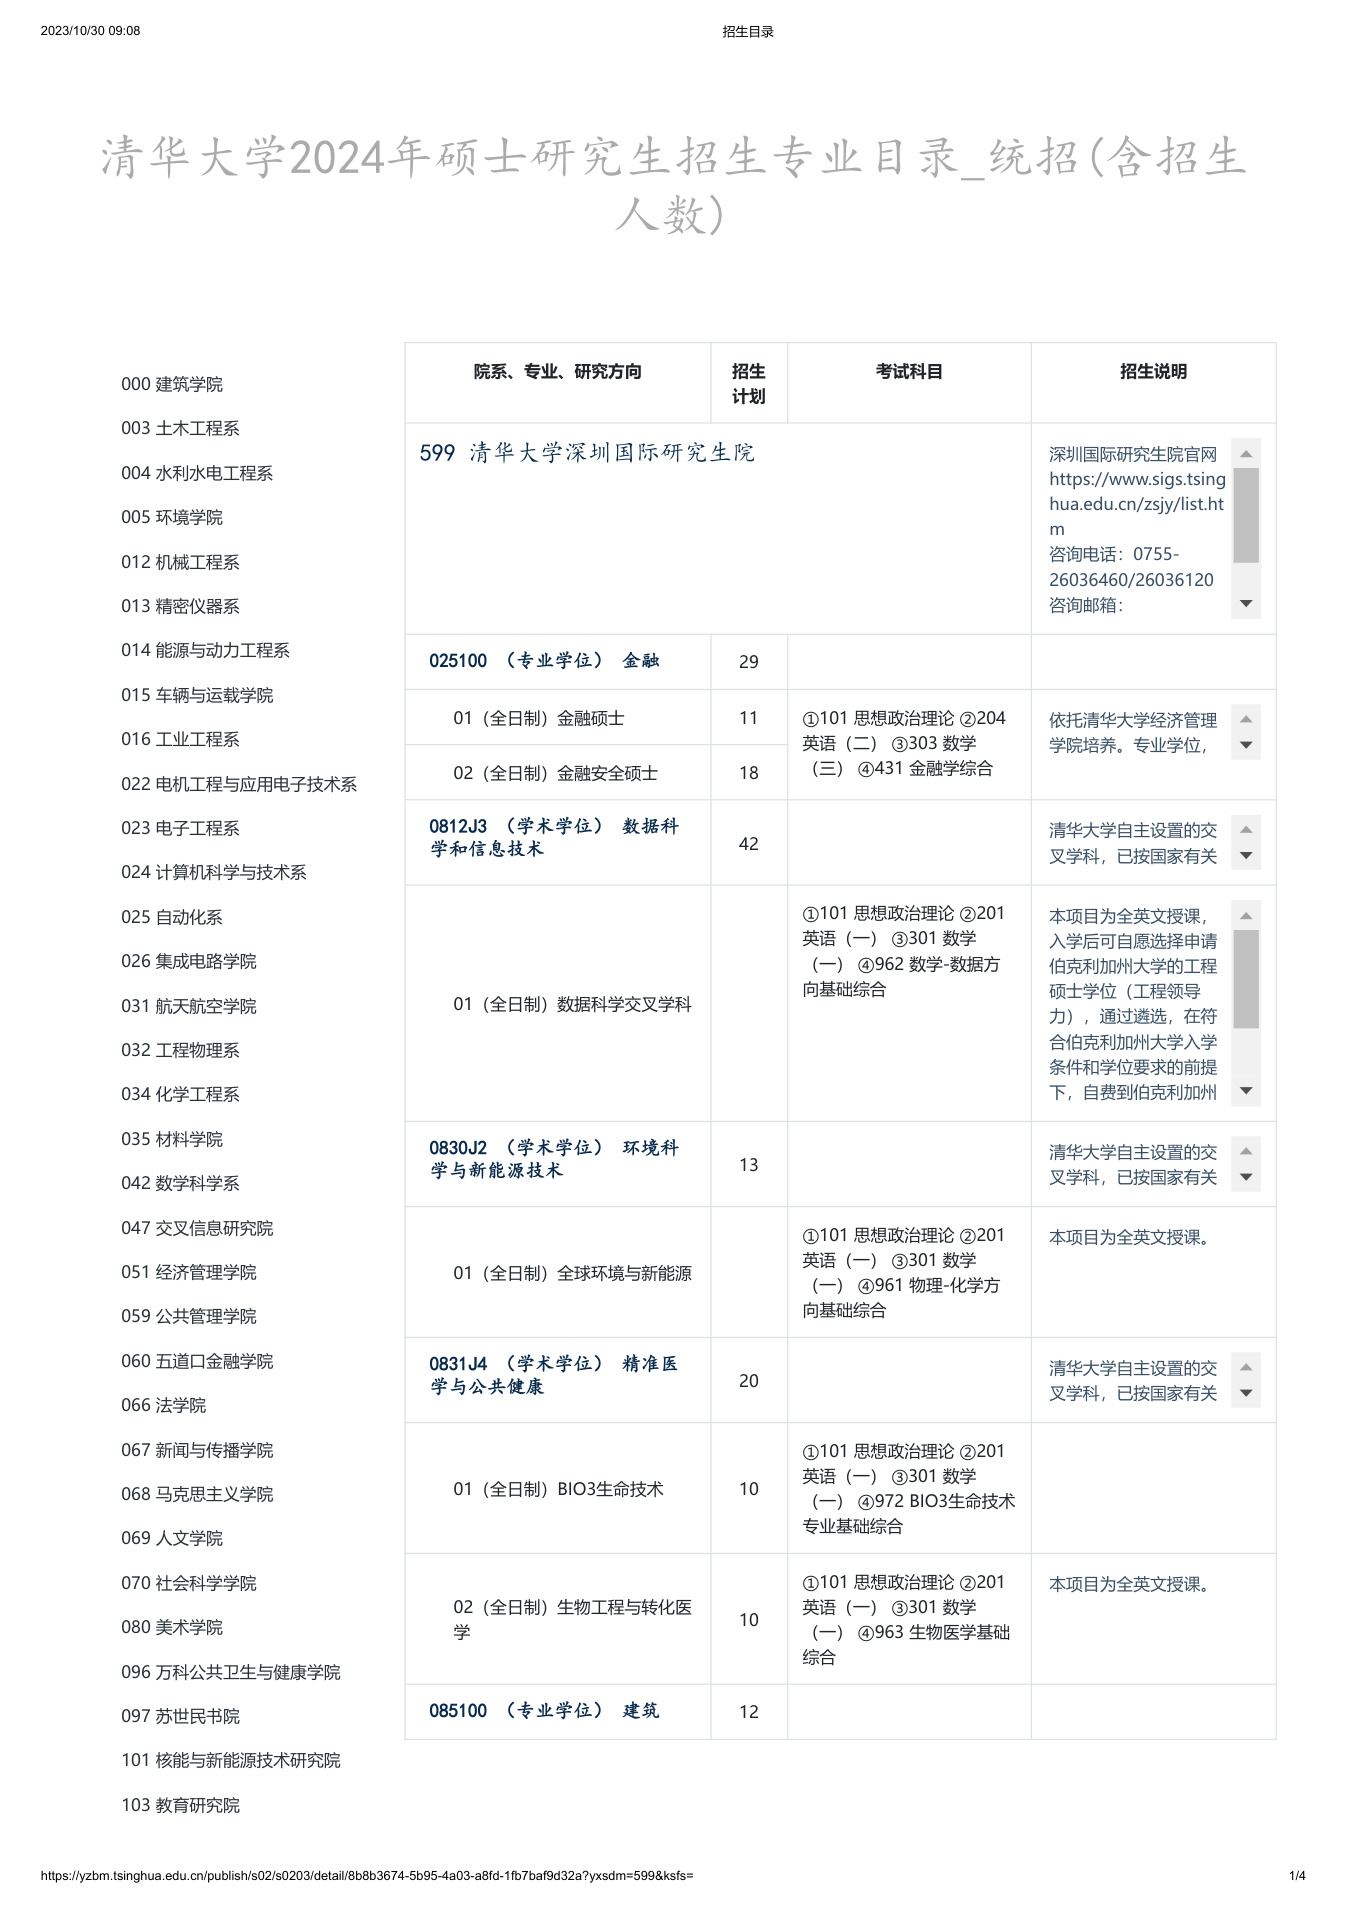 2023/10/30 09:08
招生目录
清华大学2024年硕士研究生招生专业目录_统招(含招生
人数)
000 建筑学院
003 土木工程系
004 水利水电工程系
005 环境学院
012 机械工程系
013 精密仪器系
014 能源与动力工程系
015 车辆与运载学院
016 工业工程系
022 电机工程与应用电子技术系
023 电子工程系
024 计算机科学与技术系
025 自动化系
026 集成电路学院
031 航天航空学院
032 工程物理系
034 化学工程系
035 材料学院
042 数学科学系
047 交叉信息研究院
051 经济管理学院
059 公共管理学院
060 五道口金融学院
066 法学院
067 新闻与传播学院
068 马克思主义学院
069 人文学院
070 社会科学学院
080 美术学院
096 万科公共卫生与健康学院
097 苏世民书院
101 核能与新能源技术研究院
103 教育研究院
院系、专业、研究方向
招生
计划
考试科目
招生说明
599 清华大学深圳国际研究生院
深圳国际研究生院官网
https://www.sigs.tsing
hua.edu.cn/zsjy/list.ht
m
咨询电话：0755-
26036460/26036120
咨询邮箱：
025100 （专业学位） 金融
29
01（全日制）金融硕士
11
02（全日制）金融安全硕士
18
①101 思想政治理论 ②204
英语（二） ③303 数学
（三） ④431 金融学综合
依托清华大学经济管理
学院培养。专业学位，
0812J3 （学术学位） 数据科
学和信息技术
42
清华大学自主设置的交
叉学科，已按国家有关
01（全日制）数据科学交叉学科
①101 思想政治理论 ②201
英语（一） ③301 数学
（一） ④962 数学-数据方
向基础综合
本项目为全英文授课，
入学后可自愿选择申请
伯克利加州大学的工程
硕士学位（工程领导
力），通过遴选，在符
合伯克利加州大学入学
条件和学位要求的前提
下，自费到伯克利加州
0830J2 （学术学位） 环境科
学与新能源技术
13
清华大学自主设置的交
叉学科，已按国家有关
01（全日制）全球环境与新能源
①101 思想政治理论 ②201
英语（一） ③301 数学
（一） ④961 物理-化学方
向基础综合
本项目为全英文授课。
0831J4 （学术学位） 精准医
学与公共健康
20
清华大学自主设置的交
叉学科，已按国家有关
01（全日制）BIO3生命技术
10
①101 思想政治理论 ②201
英语（一） ③301 数学
（一） ④972 BIO3生命技术
专业基础综合
02（全日制）生物工程与转化医
学
10
①101 思想政治理论 ②201
英语（一） ③301 数学
（一） ④963 生物医学基础
综合
本项目为全英文授课。
085100 （专业学位） 建筑
12
https://yzbm.tsinghua.edu.cn/publish/s02/s0203/detail/8b8b3674-5b95-4a03-a8fd-1fb7baf9d32a?yxsdm=599&ksfs=
1/4